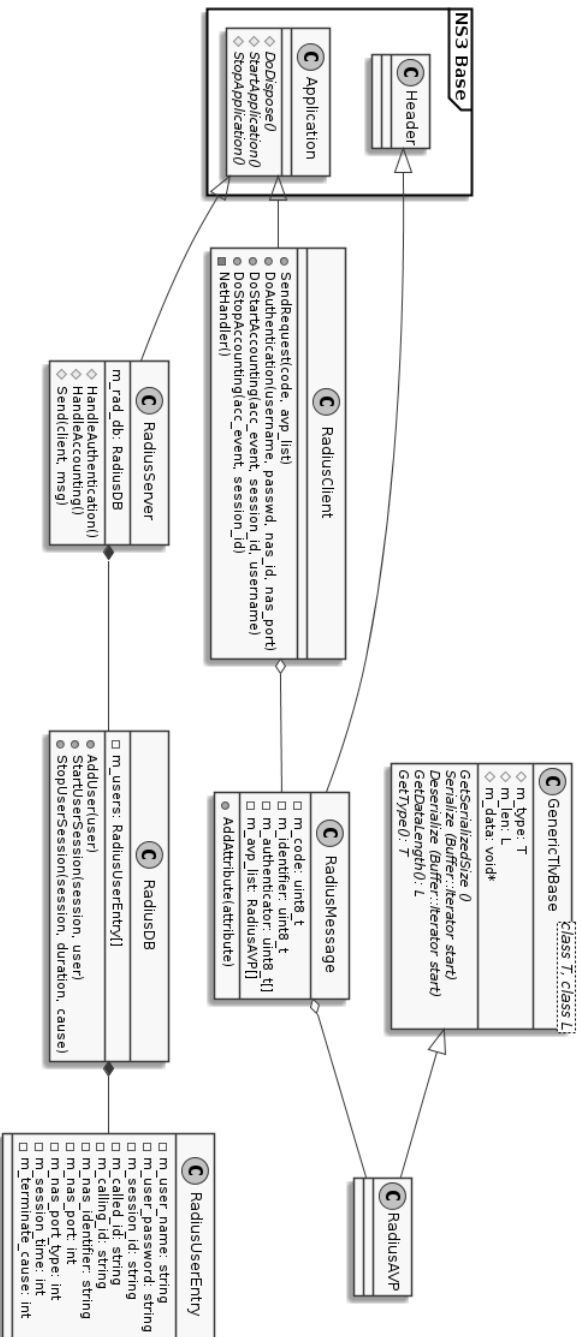 NS3 Base
C Header
C Application
DoDispose()
StartApplication()
StopApplication()
C RadiusClient
SendRequest(code, avp_list)
DoAuthentication(username, passwd, nas_id, nas_port)
DoStartAccounting(acc_event, session_id, username)
DoStopAccounting(acc_event, session_id)
NetHandler()
C RadiusServer
m_rad_db: RadiusDB
HandleAuthentication()
HandleAccounting()
Send(client, msg)
C GenericTlvBase
class T, class L
m_type: T
m_len: L
m_data: void*
GetSerializedSize ()
Serialize (Buffer::Iterator start)
Deserialize (Buffer::Iterator start)
GetDataLength(): L
GetType(): T
C RadiusMessage
m_code: uint8_t
m_identifier: uint8_t
m_authenticator: uint8_t[]
m_avp_list: RadiusAVP[]
AddAttribute(attribute)
C RadiusDB
m_users: RadiusUserEntry[]
AddUser(user)
StartUserSession(session, user)
StopUserSession(session, duration, cause)
C RadiusAVP
C RadiusUserEntry
m_user_name: string
m_user_password: string
m_session_id: string
m_called_id: string
m_calling_id: string
m_nas_identifier: string
m_nas_port: int
m_nas_port_type: int
m_session_time: int
m_terminate_cause: int